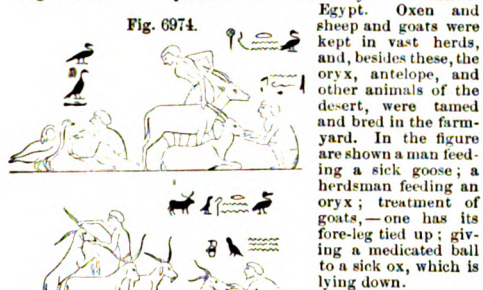 Fig. 6974.
Egypt. Oxen and
sheep and goats were
kept in vast herds,
and, besides these, the
oryx, antelope, and
other animals of the
desert, were tamed
and bred in the farm-
yard. In the figure
are shown a man feed-
ing a sick goose; a
herdsman feeding an
oryx; treatment of
goats,—one has its
fore-leg tied up; giv-
ing a medicated ball
to a sick ox, which is
lying down.